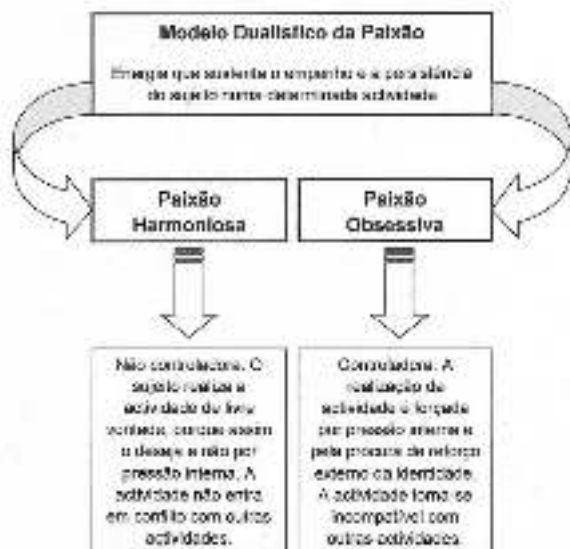 Modelo Dualístico da Paixão
Energia que sustenta o empenho e a persistência
do sujeito numa determinada actividade
Paixão
Harmoniosa
Paixão
Obsessiva
Não controladora. O
sujeito realiza a
actividade de livre
vontade, porque assim
o deseja e não por
pressão interna. A
actividade não entra
em conflito com outras
actividades.
Controladora. A
realização da
actividade é forçada
por pressão interna e
pela procura de reforço
externo da identidade.
A actividade torna-se
incompatível com
outras actividades.